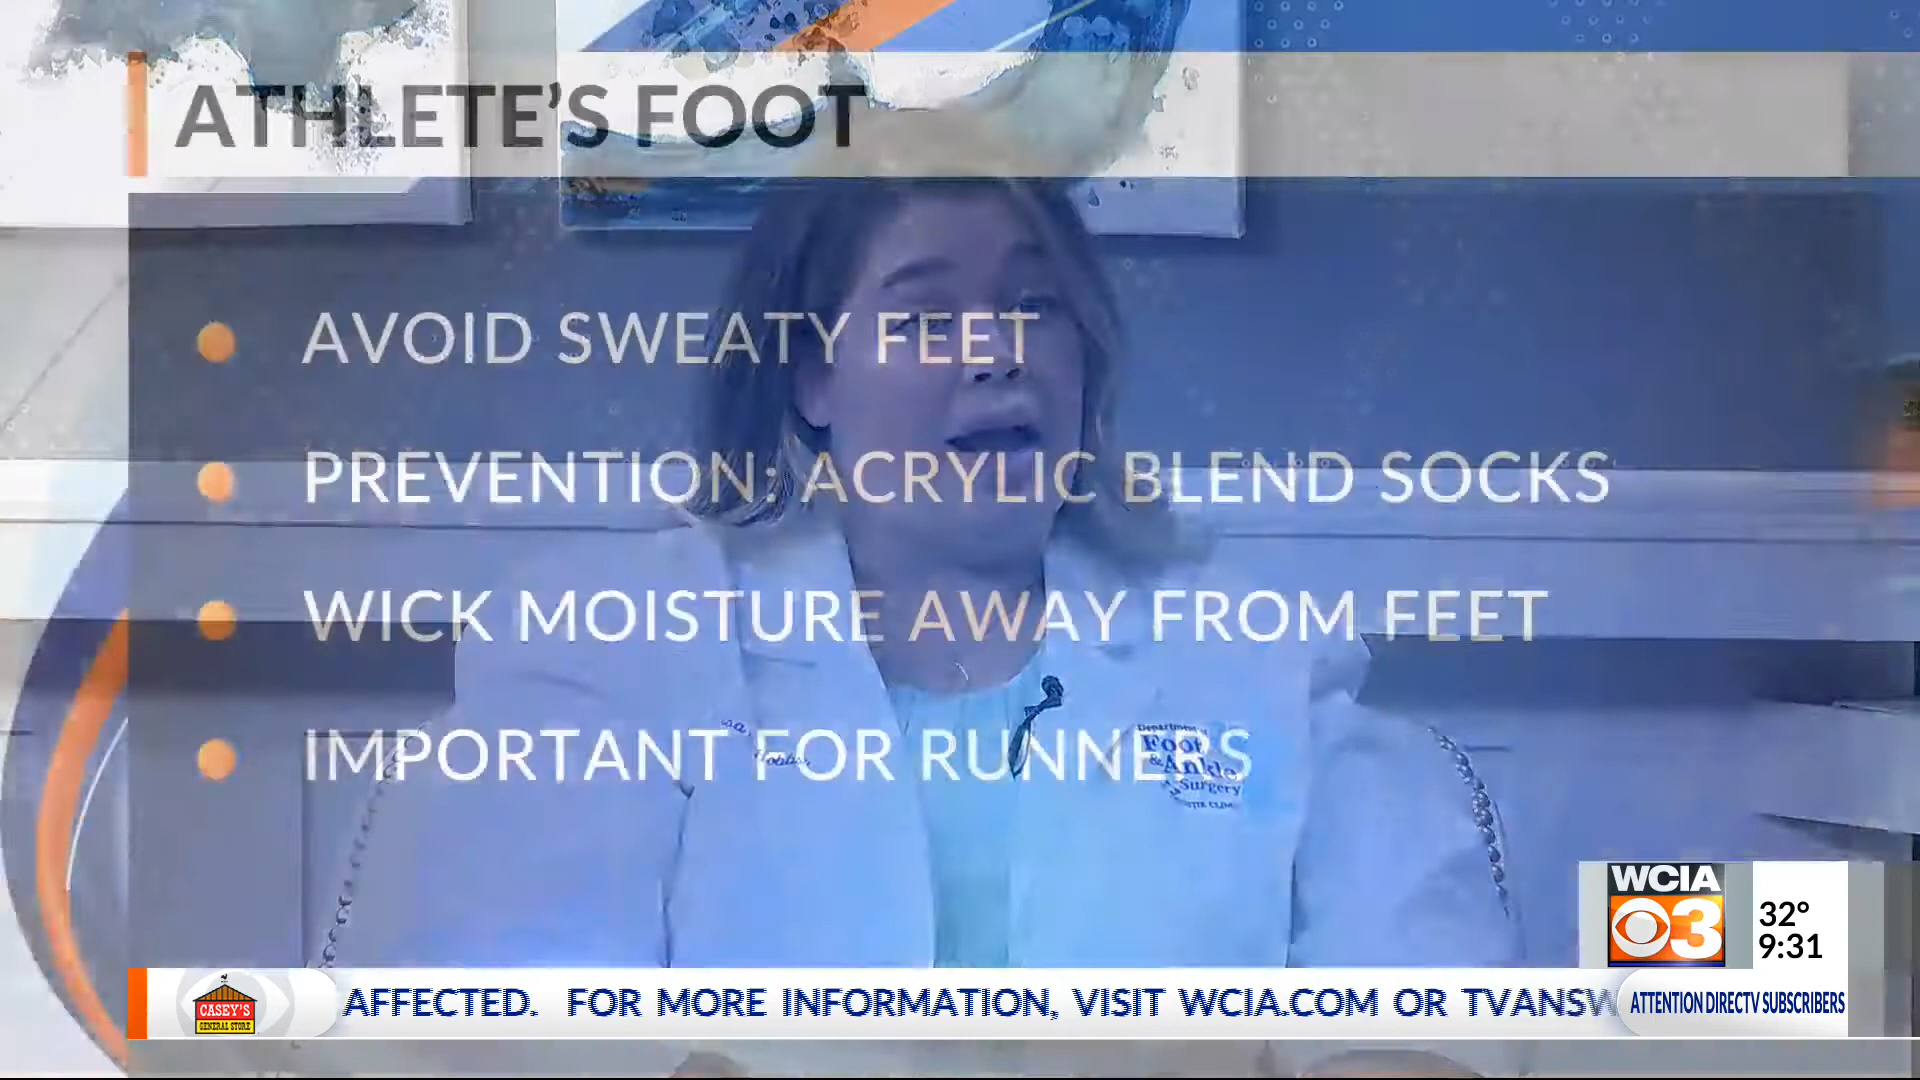 ATHLETE'S FOOT
AVOID SWEATY FEET
PREVENTION: ACRYLIC BLEND SOCKS
WICK MOISTURE AWAY FROM FEET
IMPORTANT FOR RUNNERS
Foot
& Ankle
Surgery
WCIA
3
32°
9:31
CASEY'S
GENERAL STORE
AFFECTED. FOR MORE INFORMATION, VISIT WCIA.COM OR TVANSW
ATTENTION DIRECTV SUBSCRIBERS